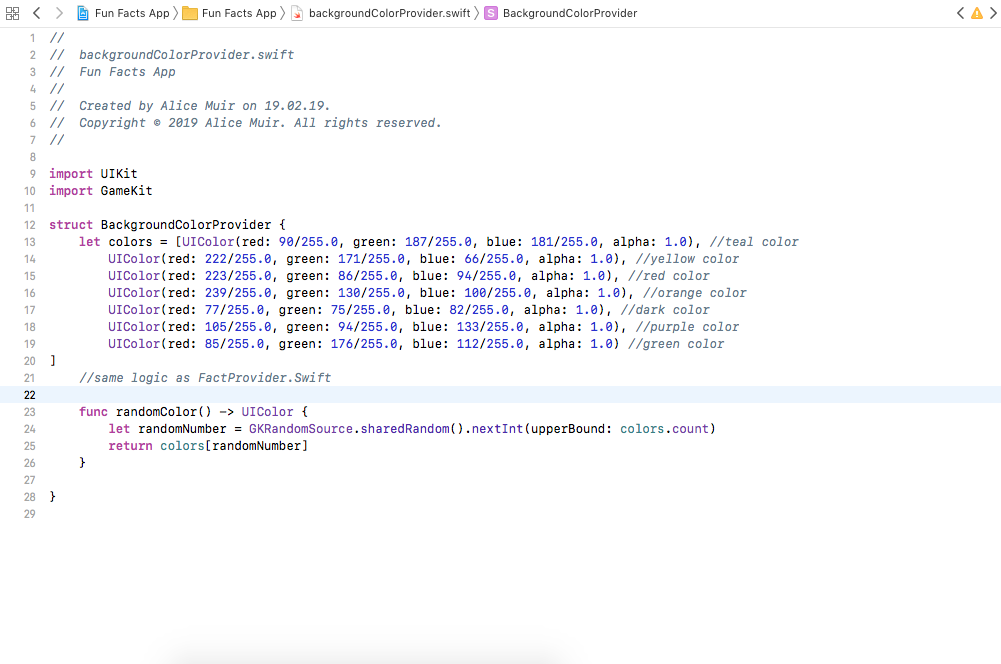 Fun Facts App Fun Facts App backgroundColorProvider.swift S BackgroundColorProvider
1 //
2 //  backgroundColorProvider.swift
3 //  Fun Facts App
4 //
5 //  Created by Alice Muir on 19.02.19.
6 //  Copyright © 2019 Alice Muir. All rights reserved.
7 //
8
9 import UIKit
10 import GameKit
11
12 struct BackgroundColorProvider {
13     let colors = [UIColor(red: 90/255.0, green: 187/255.0, blue: 181/255.0, alpha: 1.0), //teal color
14         UIColor(red: 222/255.0, green: 171/255.0, blue: 66/255.0, alpha: 1.0), //yellow color
15         UIColor(red: 223/255.0, green: 86/255.0, blue: 94/255.0, alpha: 1.0), //red color
16         UIColor(red: 239/255.0, green: 130/255.0, blue: 100/255.0, alpha: 1.0), //orange color
17         UIColor(red: 77/255.0, green: 75/255.0, blue: 82/255.0, alpha: 1.0), //dark color
18         UIColor(red: 105/255.0, green: 94/255.0, blue: 133/255.0, alpha: 1.0), //purple color
19         UIColor(red: 85/255.0, green: 176/255.0, blue: 112/255.0, alpha: 1.0) //green color
20 ]
21     //same logic as FactProvider.Swift
22
23     func randomColor() -> UIColor {
24         let randomNumber = GKRandomSource.sharedRandom().nextInt(upperBound: colors.count)
25         return colors[randomNumber]
26     }
27
28 }
29